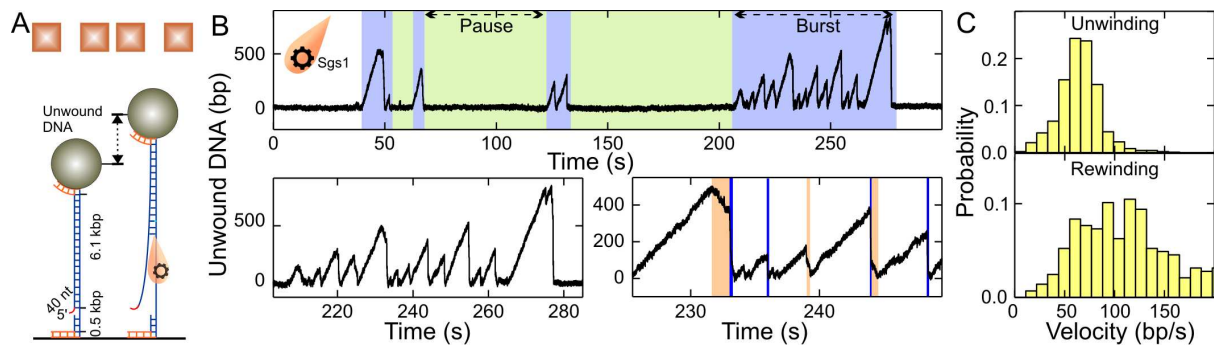 A
Unwound
DNA
6.1 kbp
40 nt
5'
0.5 kbp
B
Sgs1
Pause
Burst
500
0
0
50
100
150
200
250
Time (s)
Unwound DNA (bp)
500
0
220
240
260
280
Time (s)
400
200
0
232
240
Time (s)
C
Unwinding
0.2
0.1
0.0
Rewinding
0.1
0.0
0
50
100
150
Probability
Velocity (bp/s)